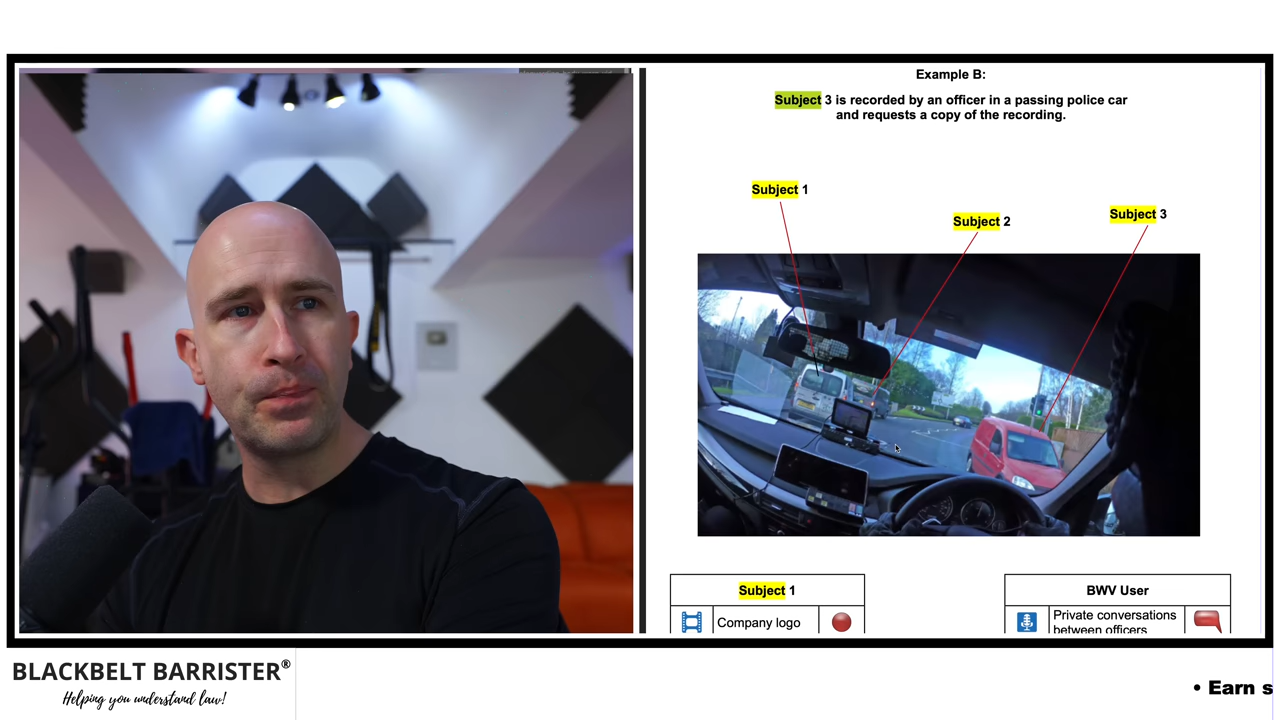 Example B:
Subject 3 is recorded by an officer in a passing police car
and requests a copy of the recording.
Subject 1
Subject 2
Subject 3
Subject 1
BWV User
Company logo
Private conversations
between officers
BLACKBELT BARRISTER®
Helping you understand law!
• Earn s